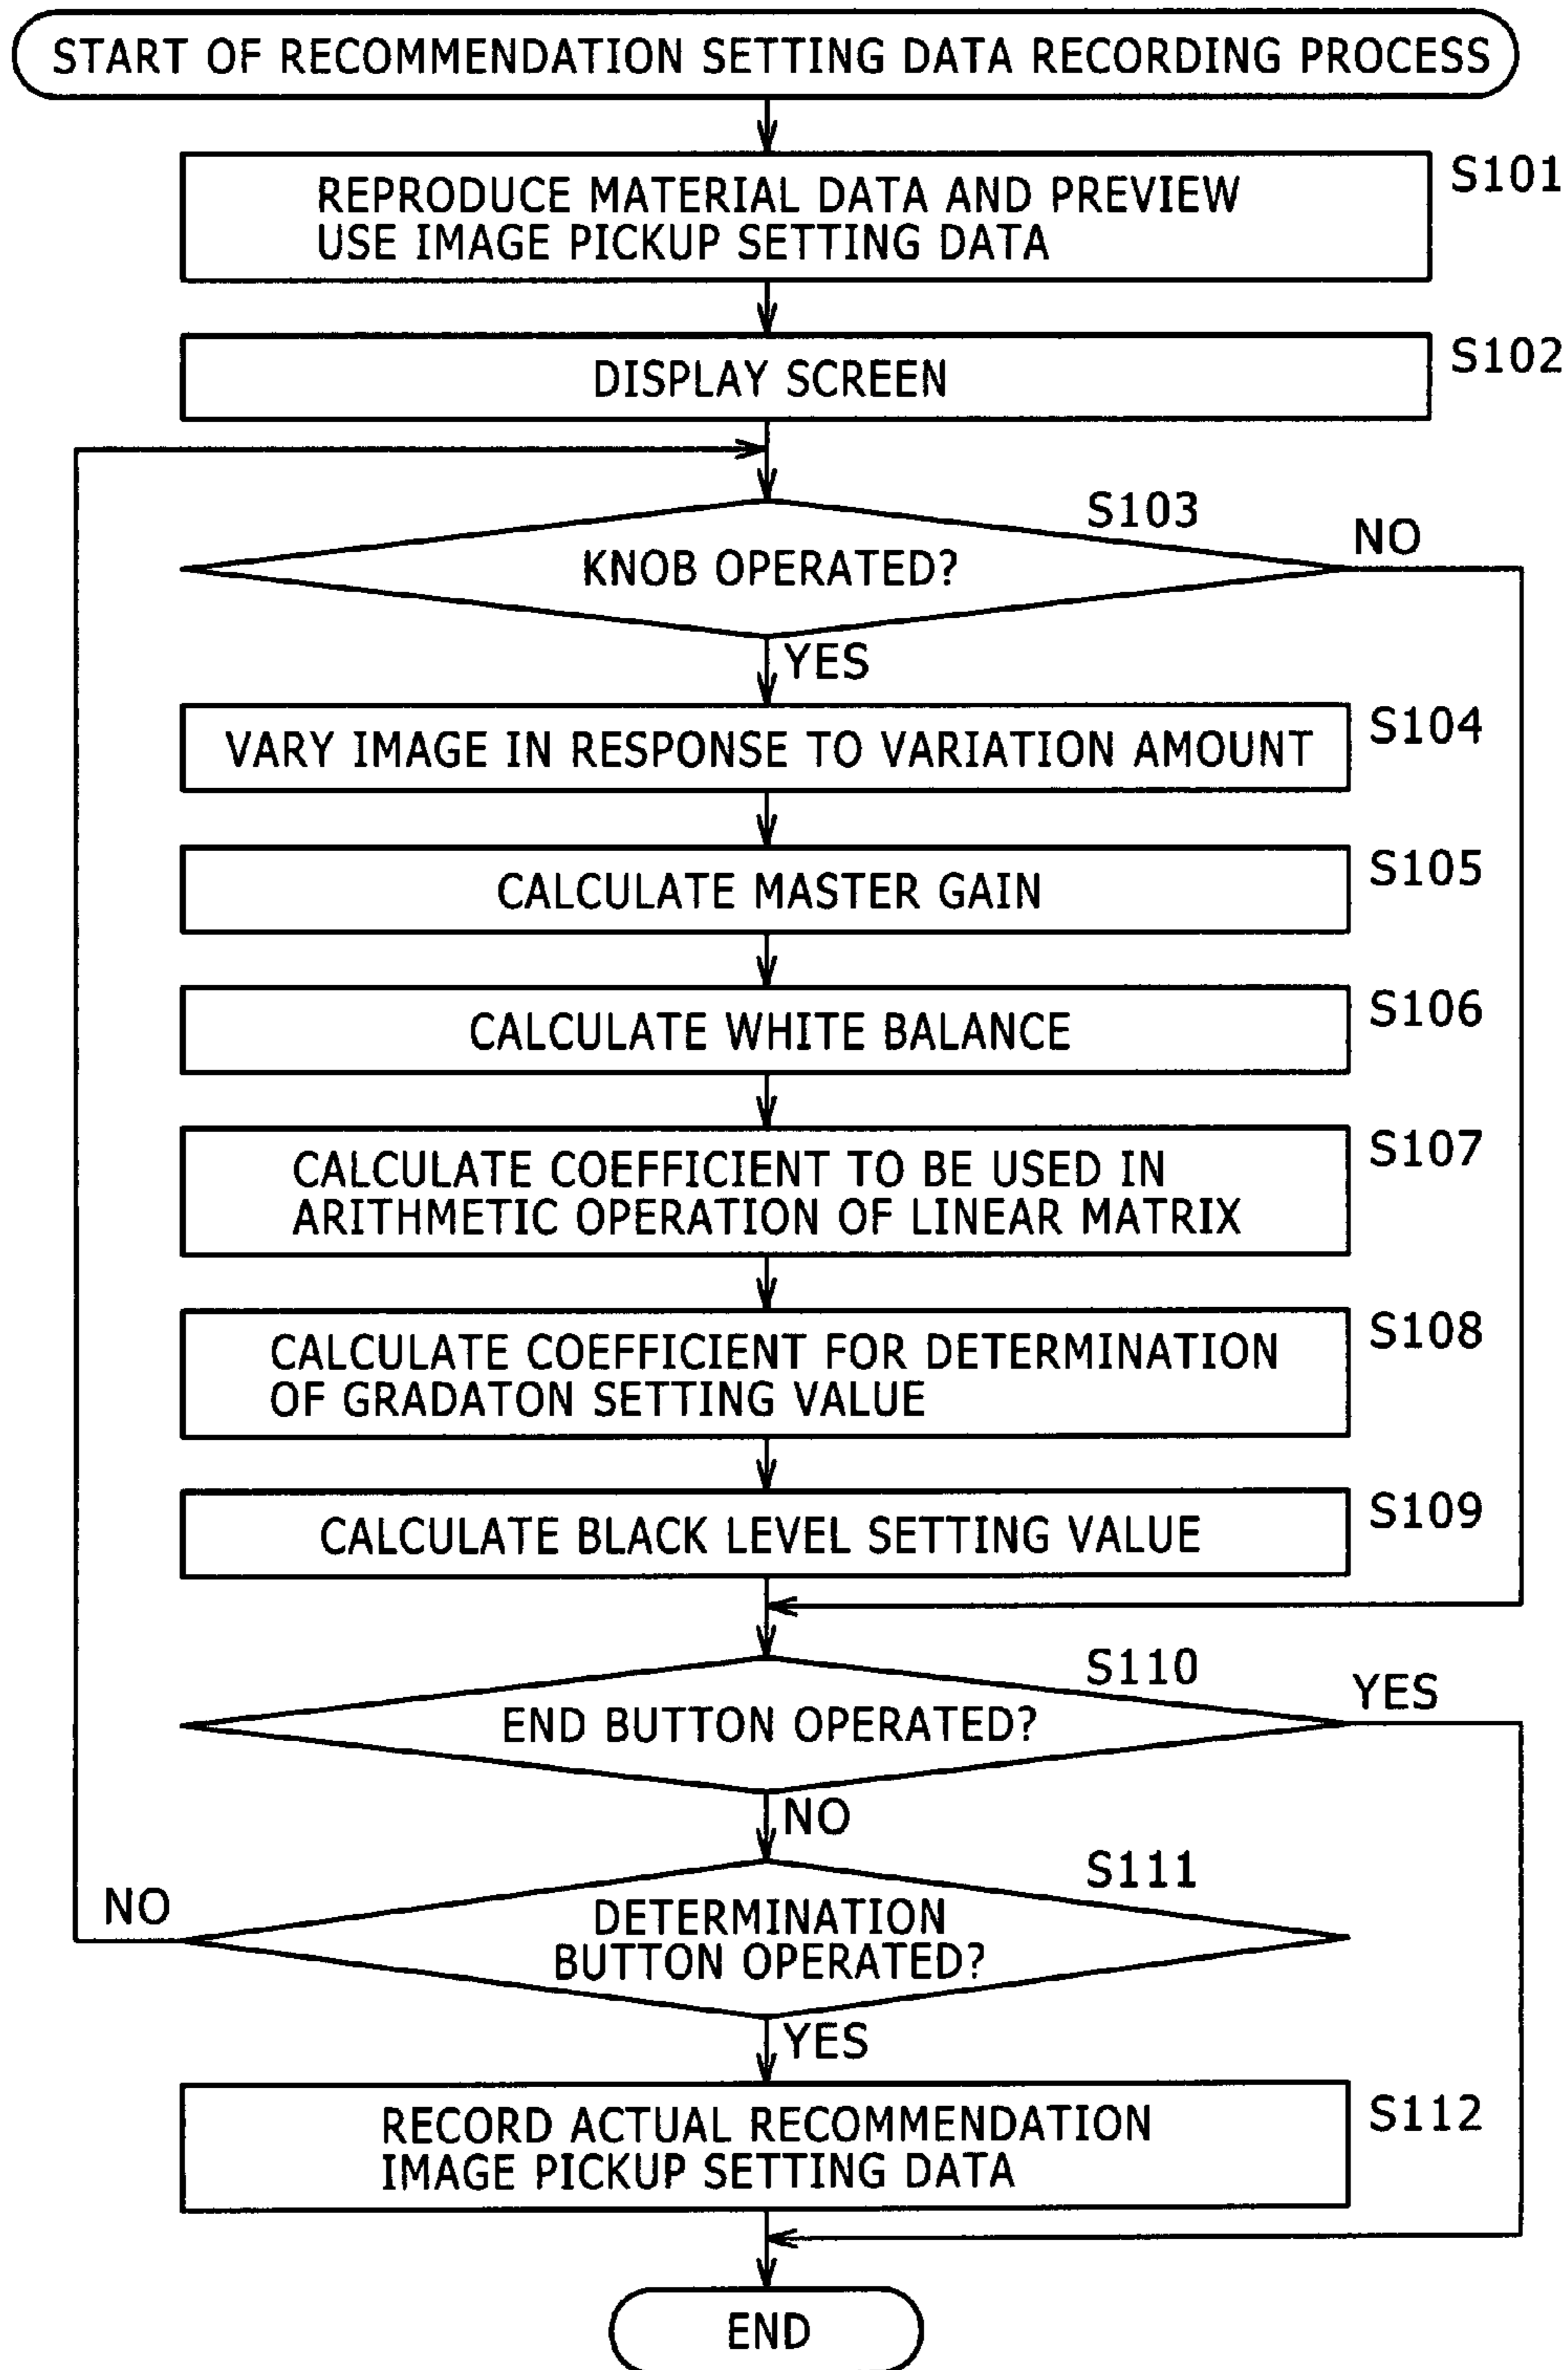 START OF RECOMMENDATION SETTING DATA RECORDING PROCESS
S101
REPRODUCE MATERIAL DATA AND PREVIEW
USE IMAGE PICKUP SETTING DATA
S102
DISPLAY SCREEN
S103
NO
KNOB OPERATED?
YES
S104
VARY IMAGE IN RESPONSE TO VARIATION AMOUNT
S105
CALCULATE MASTER GAIN
S106
CALCULATE WHITE BALANCE
S107
CALCULATE COEFFICIENT TO BE USED IN
ARITHMETIC OPERATION OF LINEAR MATRIX
S108
CALCULATE COEFFICIENT FOR DETERMINATION
OF GRADATON SETTING VALUE
S109
CALCULATE BLACK LEVEL SETTING VALUE
S110
YES
END BUTTON OPERATED?
NO
S111
NO
DETERMINATION
BUTTON OPERATED?
YES
S112
RECORD ACTUAL RECOMMENDATION
IMAGE PICKUP SETTING DATA
END